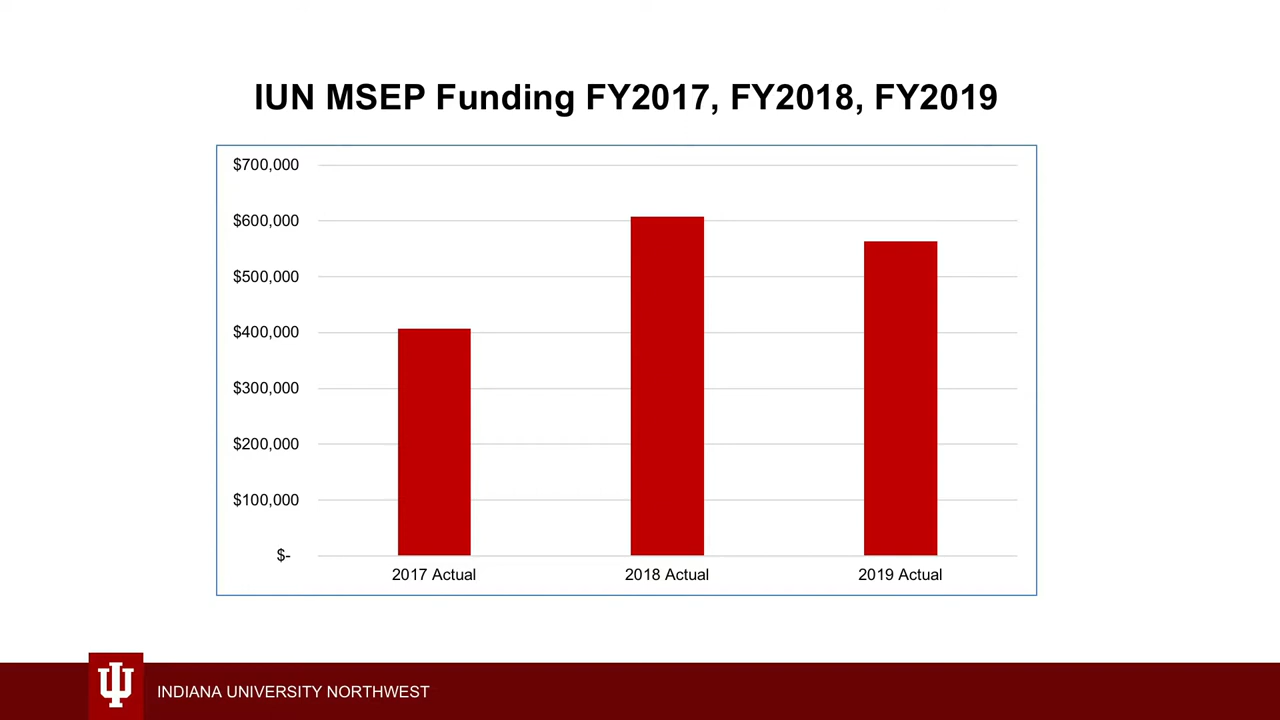 IUN MSEP Funding FY2017, FY2018, FY2019
$700,000
$600,000
$500,000
$400,000
$300,000
$200,000
$100,000
$-
2017 Actual 2018 Actual 2019 Actual
INDIANA UNIVERSITY NORTHWEST